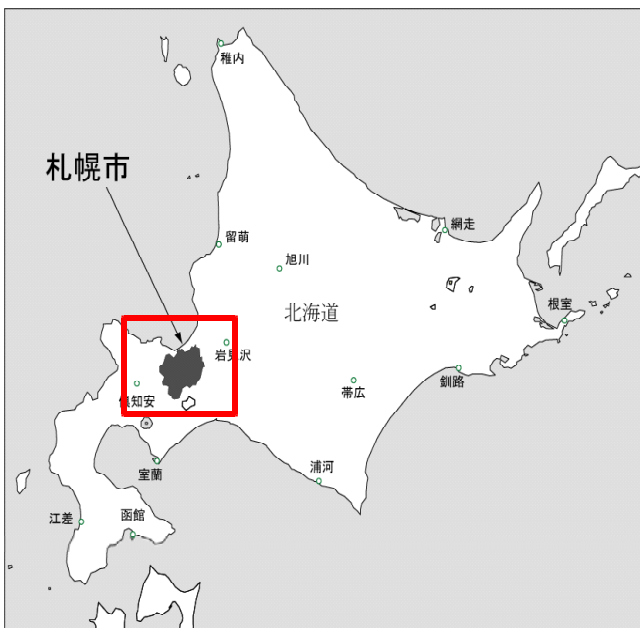 稚内
札幌市
留萌
網走
旭川
北海道
根室
岩見沢
釧路
帯広
倶知安
室蘭
浦河
函館
江差